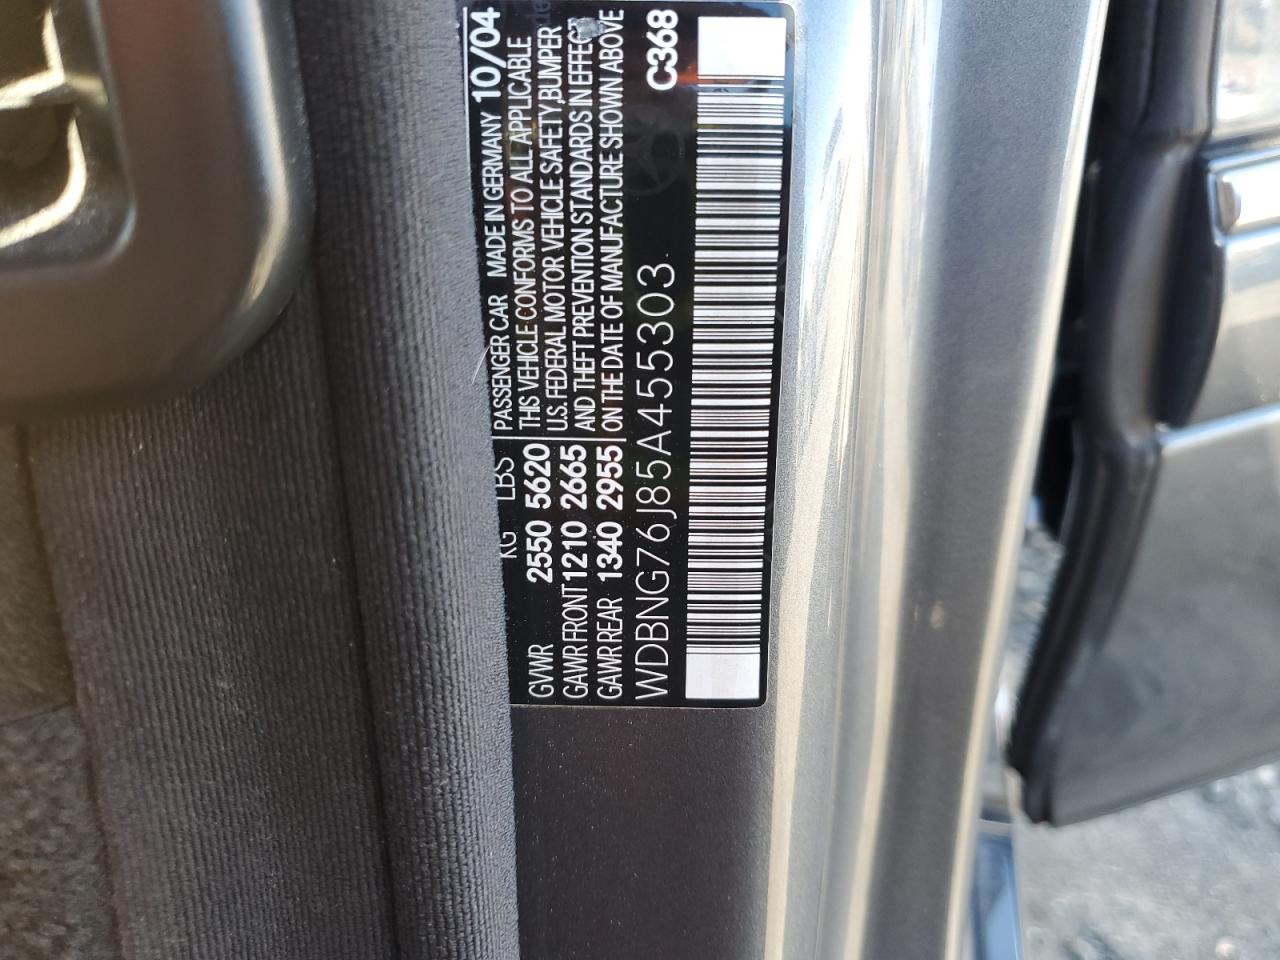 PASSENGER CAR MADE IN GERMANY 10/04
THIS VEHICLE CONFORMS TO ALL APPLICABLE
U.S. FEDERAL MOTOR VEHICLE SAFETY,BUMPER
AND THEFT PREVENTION STANDARDS IN EFFECT
ON THE DATE OF MANUFACTURE SHOWN ABOVE
KG LBS
GVWR 2550 5620
GAWR FRONT 1210 2665
GAWR REAR 1340 2955
WDBNG76J85A455303
C368